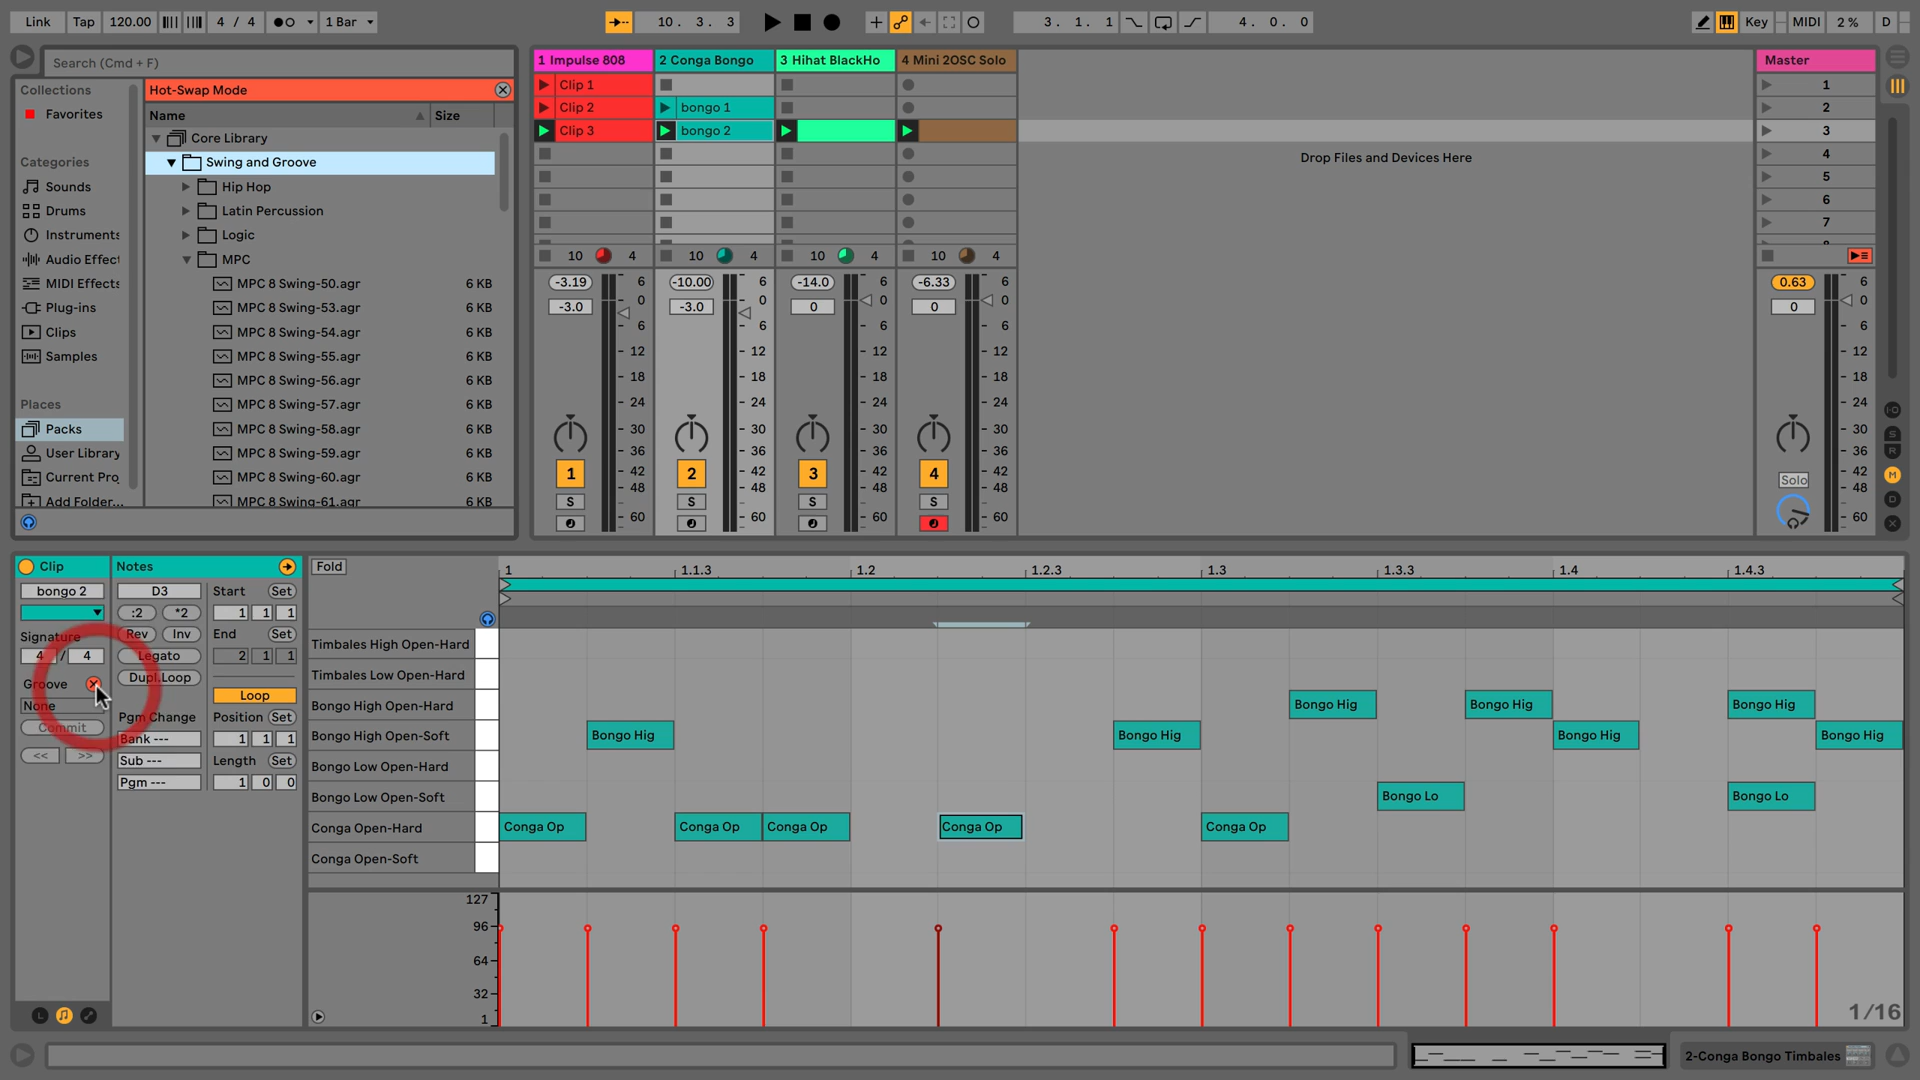 Link Tap 120.00 4 / 4 1 Bar 10. 3. 3 3. 1. 1 4. 0. 0 Key MIDI 2 % D
Search (Cmd + F)
Collections
Favorites
Categories
Sounds
Drums
Instruments
Audio Effect
MIDI Effects
Plug-ins
Clips
Samples
Places
Packs
User Library
Current Pro
Add Folder...
Hot-Swap Mode
Name Size
Core Library
Swing and Groove
Hip Hop
Latin Percussion
Logic
MPC
MPC 8 Swing-50.agr 6 KB
MPC 8 Swing-53.agr 6 KB
MPC 8 Swing-54.agr 6 KB
MPC 8 Swing-55.agr 6 KB
MPC 8 Swing-56.agr 6 KB
MPC 8 Swing-57.agr 6 KB
MPC 8 Swing-58.agr 6 KB
MPC 8 Swing-59.agr 6 KB
MPC 8 Swing-60.agr 6 KB
MPC 8 Swing-61.agr 6 KB
1 Impulse 808 2 Conga Bongo 3 Hihat BlackHo 4 Mini 2OSC Solo Master
Clip 1 1
Clip 2 bongo 1 2
Clip 3 bongo 2 3
Drop Files and Devices Here
4
5
6
7
10 4 10 4 10 4 10 4
-3.19 6 -10.00 6 -14.0 6 -6.33 6 0.63 6
-3.0 0 -3.0 0 0 0 0 0 0 0
6 6 6 6 6
12 12 12 12 12
18 18 18 18 18
24 24 24 24 24
30 30 30 30 30
36 36 36 36 36
1 42 2 42 3 42 4 42 42
48 48 48 48 Solo 48
S S S S
60 60 60 60 60
I·O
S
R
M
D
X
Clip
bongo 2
Signature
4 / 4
Groove
None
Commit
<< >>
Notes
D3
:2 *2
Rev Inv
Legato
Dupl.Loop
Pgm Change
Bank ---
Sub ---
Pgm ---
Start Set
1 1 1
End Set
2 1 1
Loop
Position Set
1 1 1
Length Set
1 0 0
Fold
1 1.1.3 1.2 1.2.3 1.3 1.3.3 1.4 1.4.3
Timbales High Open-Hard
Timbales Low Open-Hard
Bongo High Open-Hard Bongo Hig Bongo Hig Bongo Hig
Bongo High Open-Soft Bongo Hig Bongo Hig Bongo Hig Bongo Hig
Bongo Low Open-Hard
Bongo Low Open-Soft Bongo Lo Bongo Lo
Conga Open-Hard Conga Op Conga Op Conga Op Conga Op Conga Op
Conga Open-Soft
127
96
64
32
1
1/16
L
2-Conga Bongo Timbales